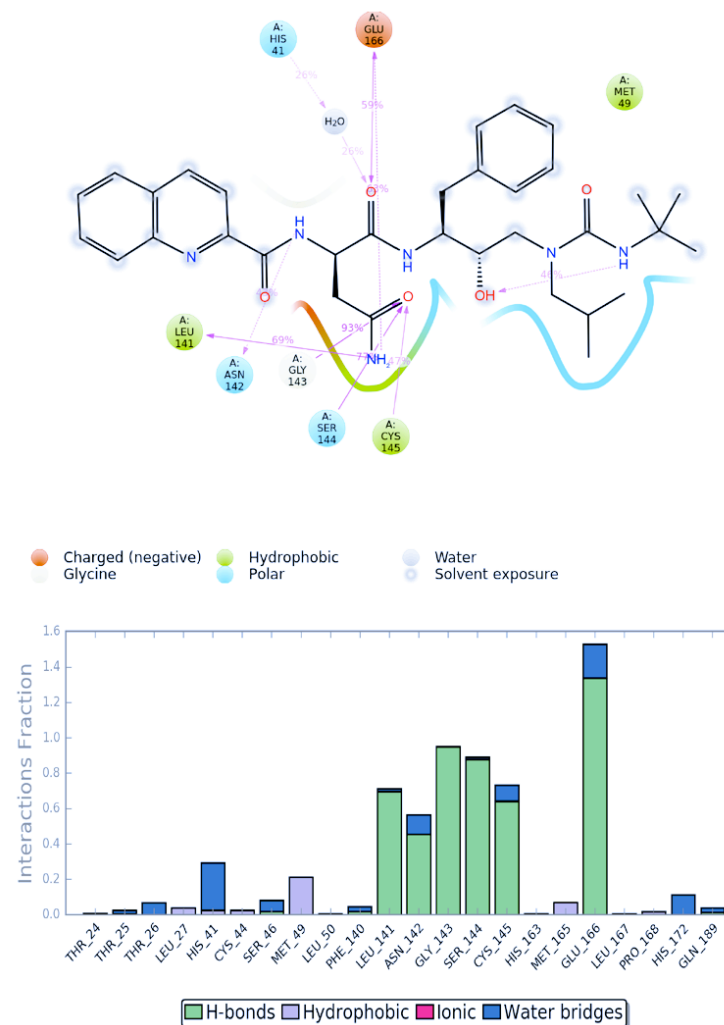 A:
HIS
41
A:
GLU
166
A:
MET
49
26%
59%
H₂O
26%
O
O
O
H
N
N
H
N
N
H
N
O
O
OH
46%
A:
LEU
141
69%
93%
NH₂
47%
A:
ASN
142
A:
GLY
143
A:
SER
144
A:
CYS
145
Charged (negative)
Hydrophobic
Water
Glycine
Polar
Solvent exposure
Interactions Fraction
1.6
1.4
1.2
1.0
0.8
0.6
0.4
0.2
0.0
THR_24
THR_25
THR_26
LEU_27
HIS_41
CYS_44
SER_46
MET_49
LEU_50
PHE_140
LEU_141
ASN_142
GLY_143
SER_144
CYS_145
HIS_163
MET_165
GLU_166
LEU_167
PRO_168
HIS_172
GLN_189
H-bonds
Hydrophobic
Ionic
Water bridges